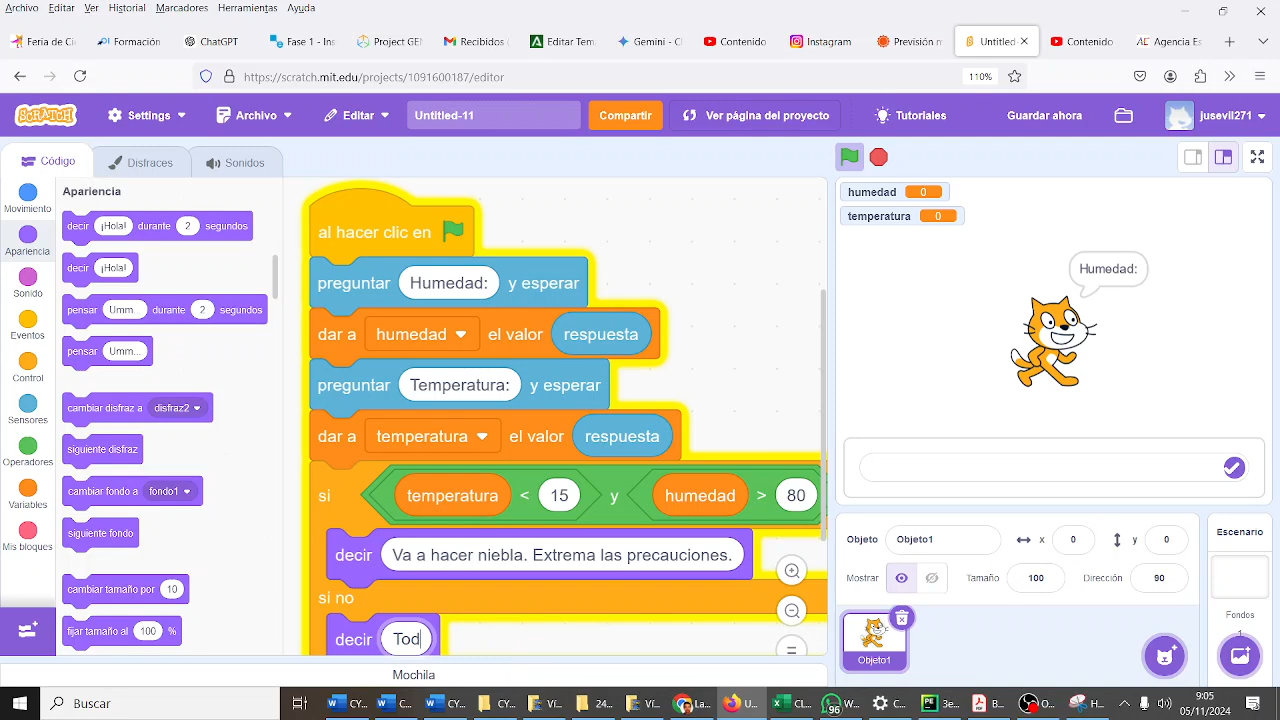 Archivo Editar Ver Historial Marcadores Herramientas Ayuda
Feria de Ci
Formación
ChatGPT
Fase 1 - Ins
Project GEN
Recibidos (
Editar Tem
Gemini - Cl
Contenido
Instagram
Previsión n
Untitled
Contenido
Agencia Es
https://scratch.mit.edu/projects/1091600187/editor
110%
SCRATCH
Settings
Archivo
Editar
Untitled-11
Compartir
Ver página del proyecto
Tutoriales
Guardar ahora
jusevil271
Código
Disfraces
Sonidos
Movimiento
Apariencia
Sonido
Eventos
Control
Sensores
Operadores
Variables
Mis bloques
Apariencia
decir ¡Hola! durante 2 segundos
decir ¡Hola!
pensar Umm... durante 2 segundos
pensar Umm...
cambiar disfraz a disfraz2
siguiente disfraz
cambiar fondo a fondo1
siguiente fondo
cambiar tamaño por 10
fijar tamaño al 100 %
al hacer clic en
preguntar Humedad: y esperar
dar a humedad el valor respuesta
preguntar Temperatura: y esperar
dar a temperatura el valor respuesta
si temperatura < 15 y humedad > 80
decir Va a hacer niebla. Extrema las precauciones.
si no
decir Tod
Mochila
humedad 0
temperatura 0
Humedad:
Objeto Objeto1 x 0 y 0
Mostrar Tamaño 100 Dirección 90
Objeto1
Escenario
Fondos
1
Buscar
96
9:05
05/11/2024